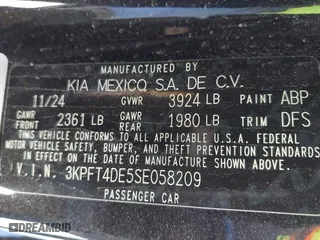 MANUFACTURED BY
KIA MEXICO, S.A. DE C.V.
11/24 GVWR 3924 LB PAINT ABP
GAWR FRONT 2361 LB GAWR REAR 1980 LB TRIM DFS
THIS VEHICLE CONFORMS TO ALL APPLICABLE U.S.A. FEDERAL
MOTOR VEHICLE SAFETY, BUMPER, AND THEFT PREVENTION STANDARDS
IN EFFECT ON THE DATE OF MANUFACTURE SHOWN ABOVE.
V.I.N. 3KPFT4DE5SE058209
PASSENGER CAR